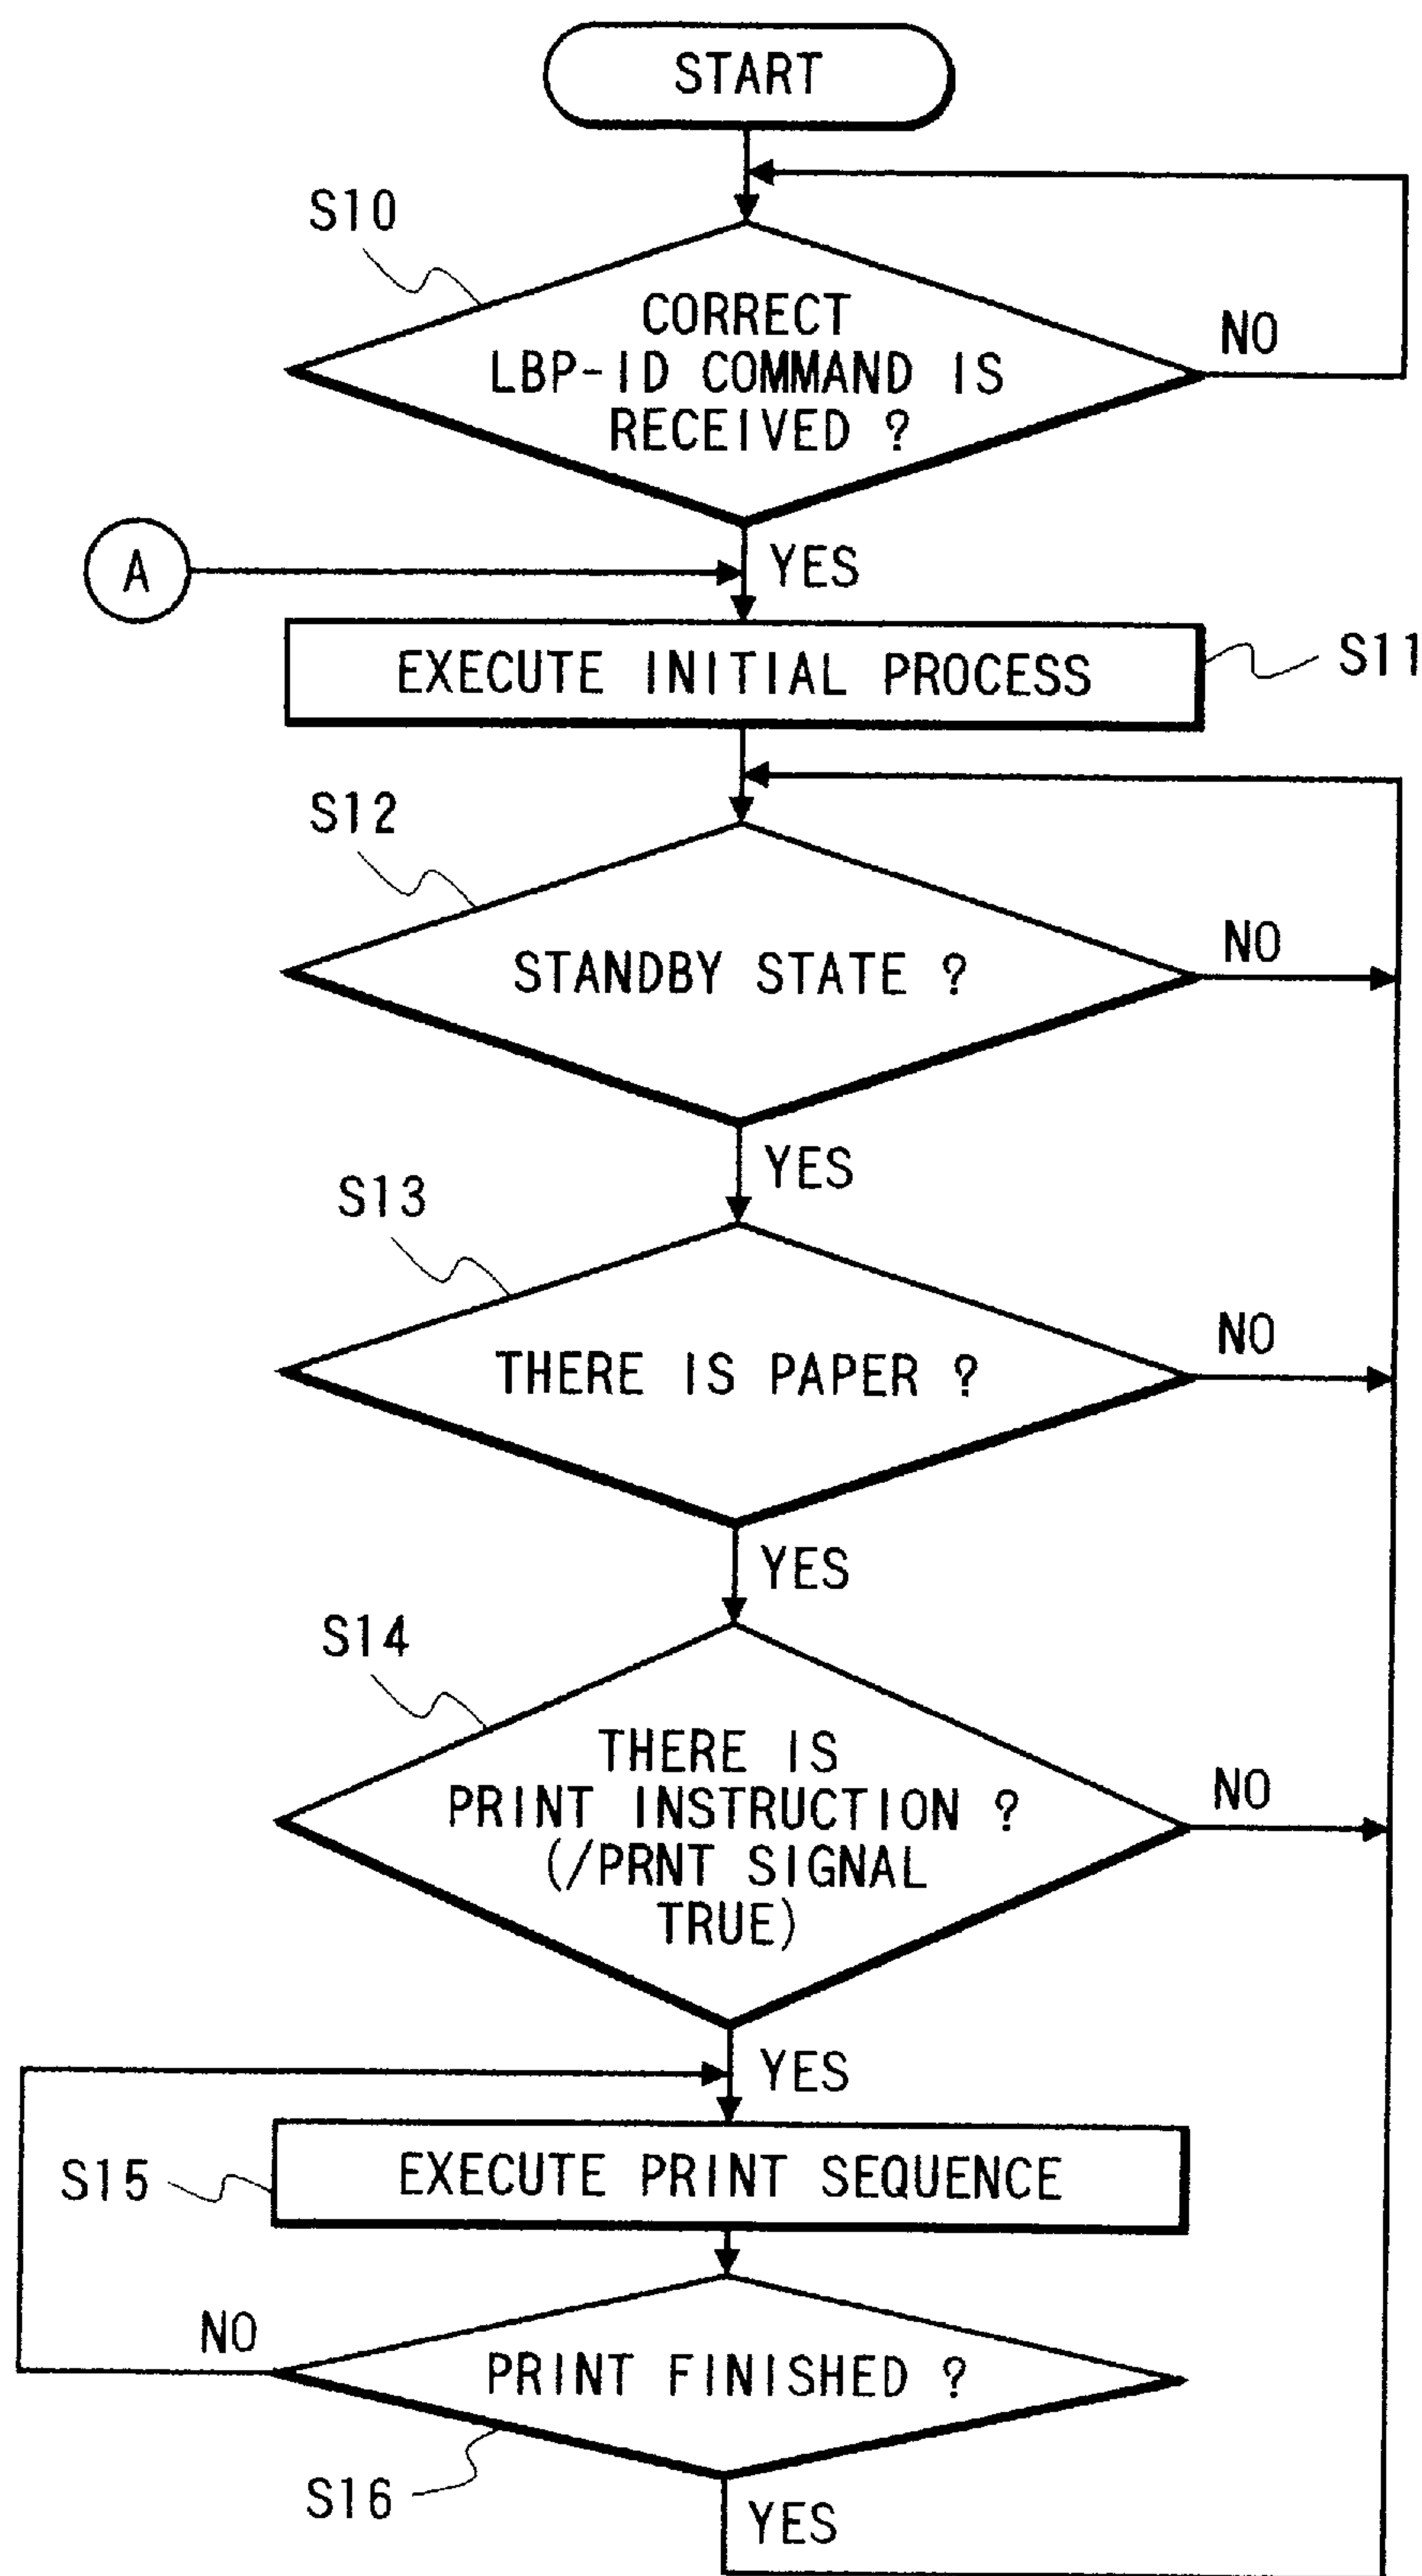 START
S10
CORRECT
LBP-ID COMMAND IS
RECEIVED ?
NO
A
YES
EXECUTE INITIAL PROCESS
S11
S12
STANDBY STATE ?
NO
YES
S13
THERE IS PAPER ?
NO
YES
S14
THERE IS
PRINT INSTRUCTION ?
(/PRNT SIGNAL
TRUE)
NO
YES
S15
EXECUTE PRINT SEQUENCE
NO
PRINT FINISHED ?
S16
YES